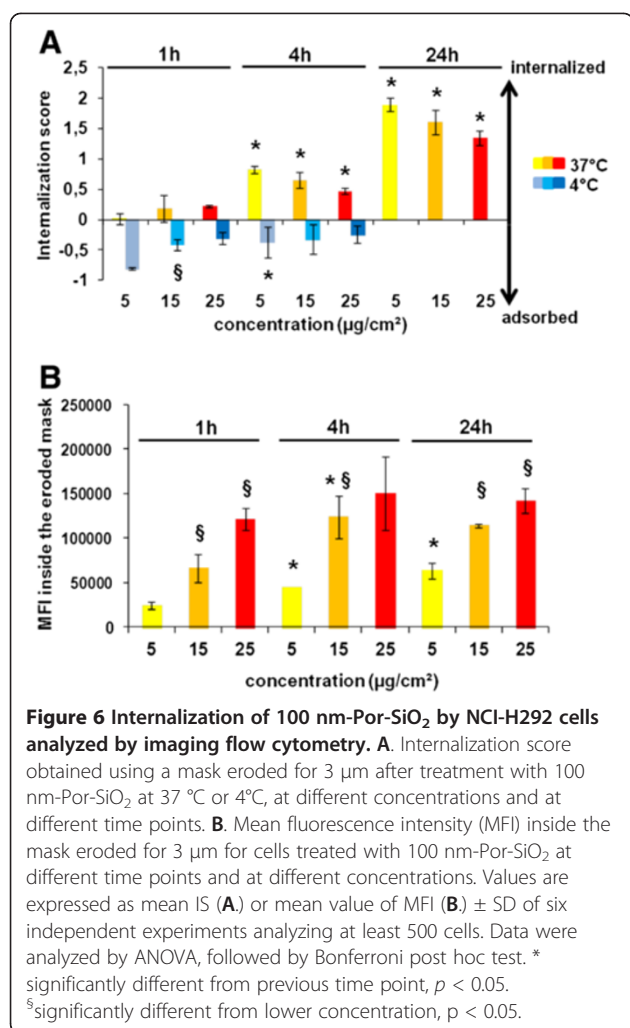 A
1h 4h 24h
internalized
2,5
2
1,5
1
0,5
0
-0,5
-1
Internalization score
* * * * * *
§ *
37°C
4°C
5 15 25 5 15 25 5 15 25
concentration (µg/cm²)
adsorbed
B
250000
200000
150000
100000
50000
0
MFI inside the eroded mask
1h 4h 24h
§ § * * § * § §
5 15 25 5 15 25 5 15 25
concentration (µg/cm²)
Figure 6 Internalization of 100 nm-Por-SiO₂ by NCI-H292 cells
analyzed by imaging flow cytometry. A. Internalization score
obtained using a mask eroded for 3 µm after treatment with 100
nm-Por-SiO₂ at 37 °C or 4°C, at different concentrations and at
different time points. B. Mean fluorescence intensity (MFI) inside the
mask eroded for 3 µm for cells treated with 100 nm-Por-SiO₂ at
different time points and at different concentrations. Values are
expressed as mean IS (A.) or mean value of MFI (B.) ± SD of six
independent experiments analyzing at least 500 cells. Data were
analyzed by ANOVA, followed by Bonferroni post hoc test. *
significantly different from previous time point, p < 0.05.
§significantly different from lower concentration, p < 0.05.